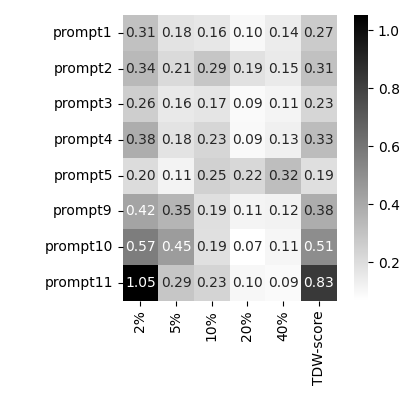 prompt1 0.31 0.18 0.16 0.10 0.14 0.27
prompt2 0.34 0.21 0.29 0.19 0.15 0.31
prompt3 0.26 0.16 0.17 0.09 0.11 0.23
prompt4 0.38 0.18 0.23 0.09 0.13 0.33
prompt5 0.20 0.11 0.25 0.22 0.32 0.19
prompt9 0.42 0.35 0.19 0.11 0.12 0.38
prompt10 0.57 0.45 0.19 0.07 0.11 0.51
prompt11 1.05 0.29 0.23 0.10 0.09 0.83
2% 5% 10% 20% 40% TDW-score
1.0
0.8
0.6
0.4
0.2